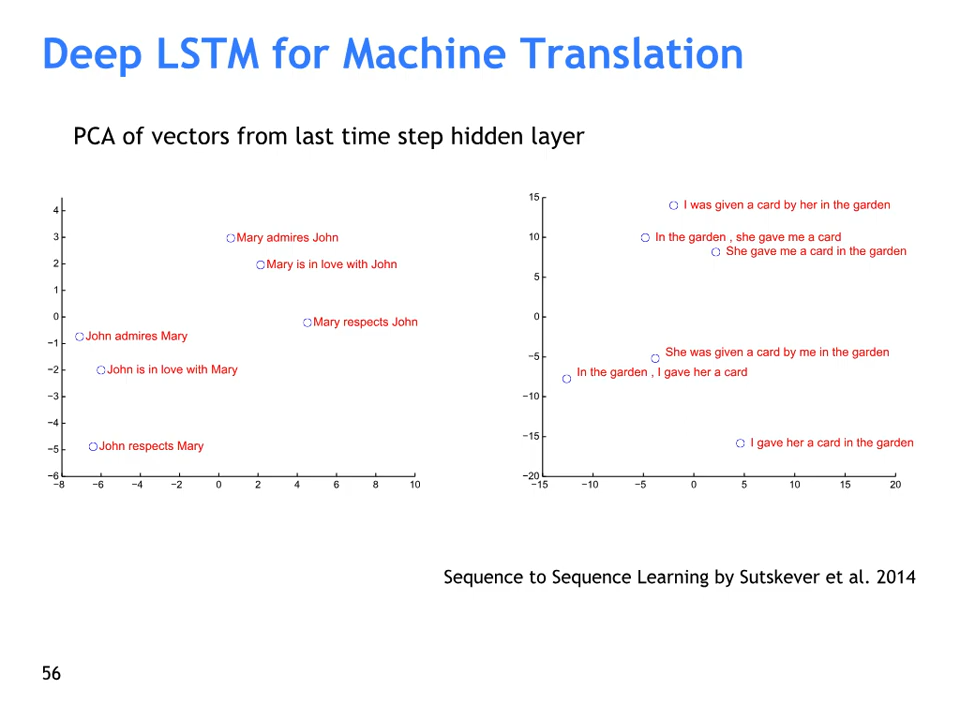 Deep LSTM for Machine Translation
PCA of vectors from last time step hidden layer
4
3
2
1
0
−1
−2
−3
−4
−5
−6
−8
−6
−4
−2
0
2
4
6
8
10
Mary admires John
Mary is in love with John
Mary respects John
John admires Mary
John is in love with Mary
John respects Mary
15
10
5
0
−5
−10
−15
−20
−15
−10
−5
0
5
10
15
20
I was given a card by her in the garden
In the garden , she gave me a card
She gave me a card in the garden
She was given a card by me in the garden
In the garden , I gave her a card
I gave her a card in the garden
Sequence to Sequence Learning by Sutskever et al. 2014
56